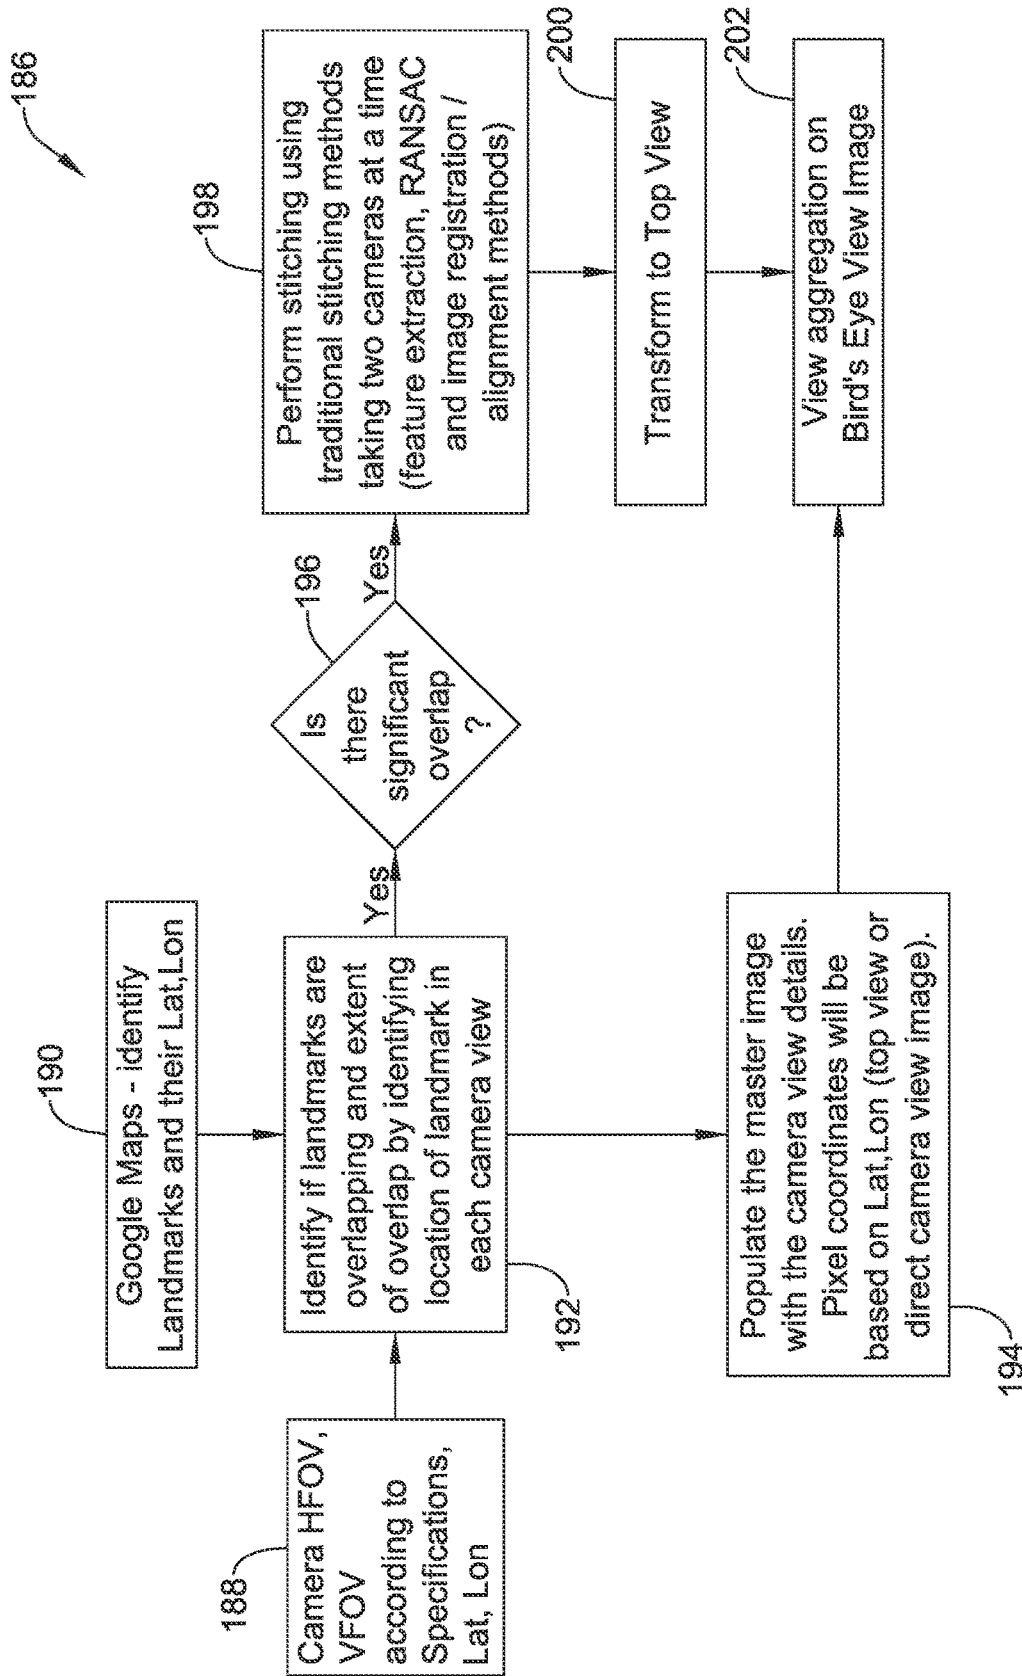 186
190
Google Maps - identify
Landmarks and their Lat,Lon
188
Camera HFOV,
VFOV
according to
Specifications,
Lat, Lon
Identify if landmarks are
overlapping and extent
of overlap by identifying
location of landmark in
each camera view
192
Yes
196
Is
there
significant
overlap
?
Yes
198
Perform stitching using
traditional stitching methods
taking two cameras at a time
(feature extraction, RANSAC
and image registration /
alignment methods)
200
Transform to Top View
202
View aggregation on
Bird's Eye View Image
Populate the master image
with the camera view details.
Pixel coordinates will be
based on Lat,Lon (top view or
direct camera view image).
194